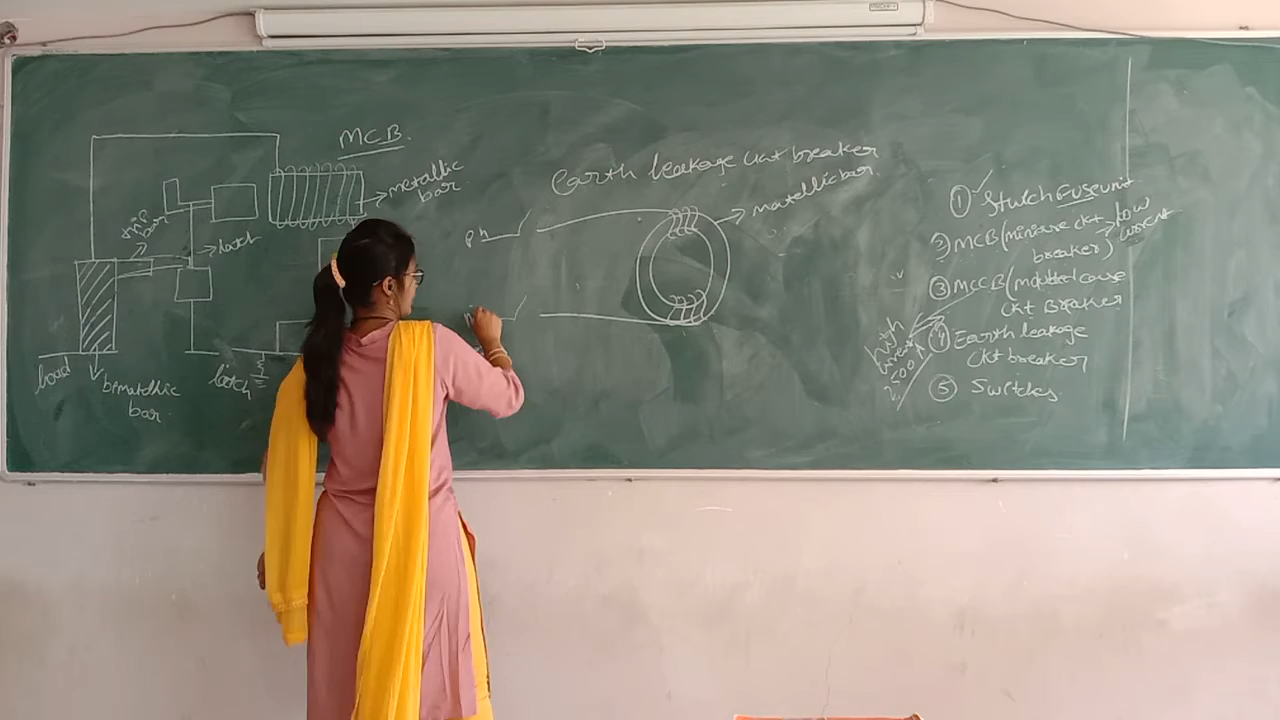 MCB.
metallic
bar
trip
bar
latch
load
bimetallic
bar.
latch
Earth leakage ckt breaker
metallic bar.
Ph
① Switch Fuse unit
② MCB (miniature ckt → low
breaker) current
③ MCCB (moulded case
ckt Breaker
④ Earth leakage
ckt breaker
⑤ Switches.
high
current
2500 A